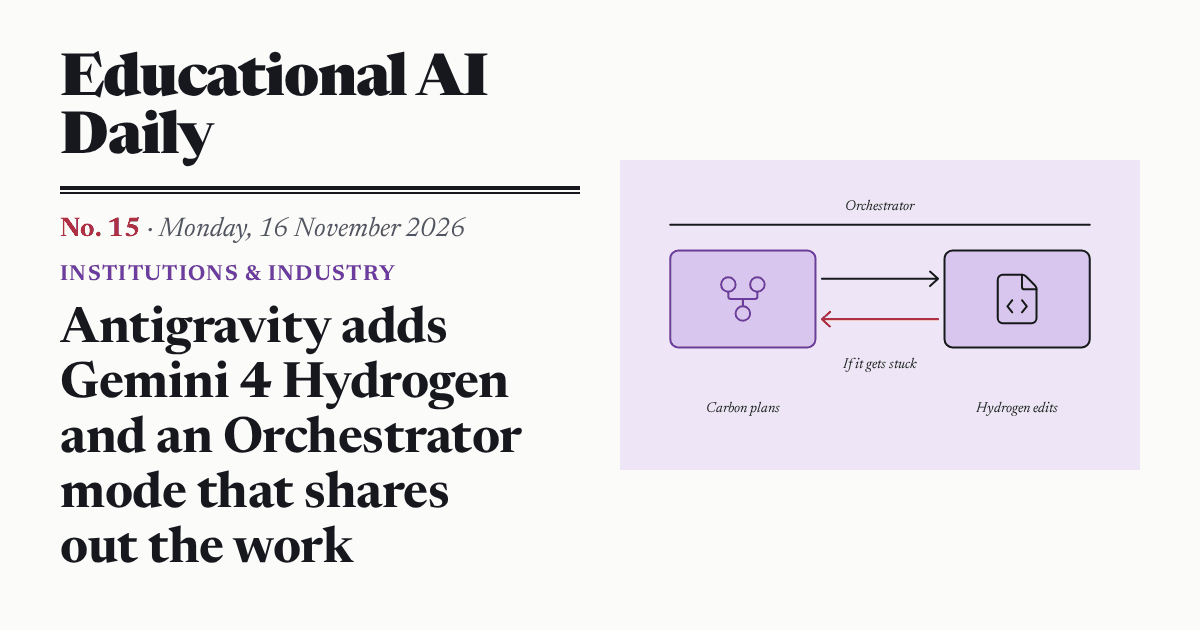 Educational AI
Daily
No. 15 · Monday, 16 November 2026
INSTITUTIONS & INDUSTRY
Antigravity adds
Gemini 4 Hydrogen
and an Orchestrator
mode that shares
out the work
Orchestrator
If it gets stuck
Carbon plans
Hydrogen edits